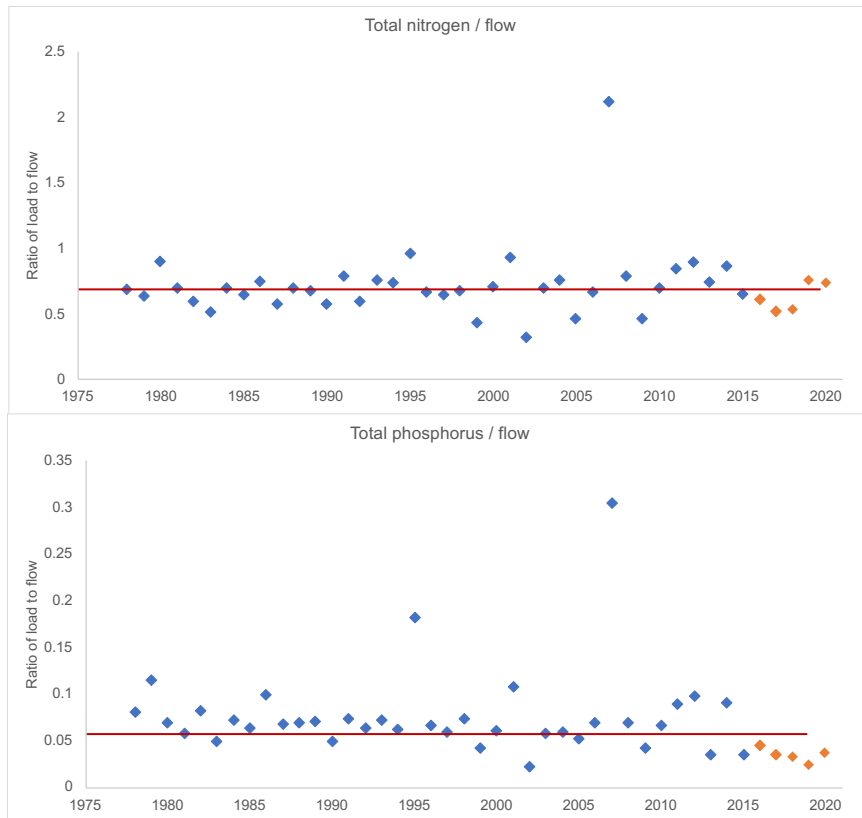 Total nitrogen / flow
2.5
2
1.5
1
0.5
0
Ratio of load to flow
1975 1980 1985 1990 1995 2000 2005 2010 2015 2020
Total phosphorus / flow
0.35
0.3
0.25
0.2
0.15
0.1
0.05
0
Ratio of load to flow
1975 1980 1985 1990 1995 2000 2005 2010 2015 2020